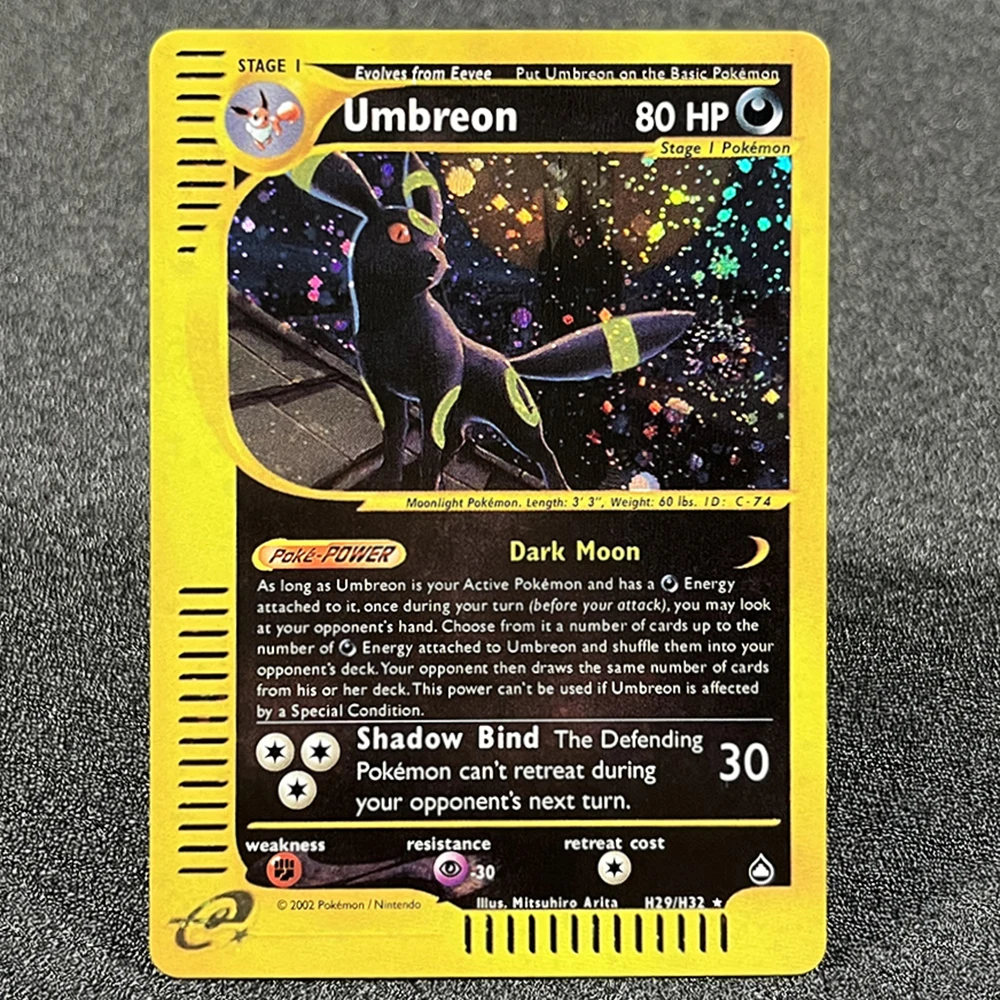 STAGE 1
Evolves from Eevee Put Umbreon on the Basic Pokémon
Umbreon 80 HP
Stage 1 Pokémon
Moonlight Pokémon. Length: 3' 3", Weight: 60 lbs. ID: C-74
Poké-POWER Dark Moon
As long as Umbreon is your Active Pokémon and has a Energy
attached to it, once during your turn (before your attack), you may look
at your opponent's hand. Choose from it a number of cards up to the
number of Energy attached to Umbreon and shuffle them into your
opponent's deck. Your opponent then draws the same number of cards
from his or her deck. This power can't be used if Umbreon is affected
by a Special Condition.
Shadow Bind The Defending
Pokémon can't retreat during
your opponent's next turn.
30
weakness resistance retreat cost
-30
© 2002 Pokémon / Nintendo Illus. Mitsuhiro Arita H29/H32 ★
e